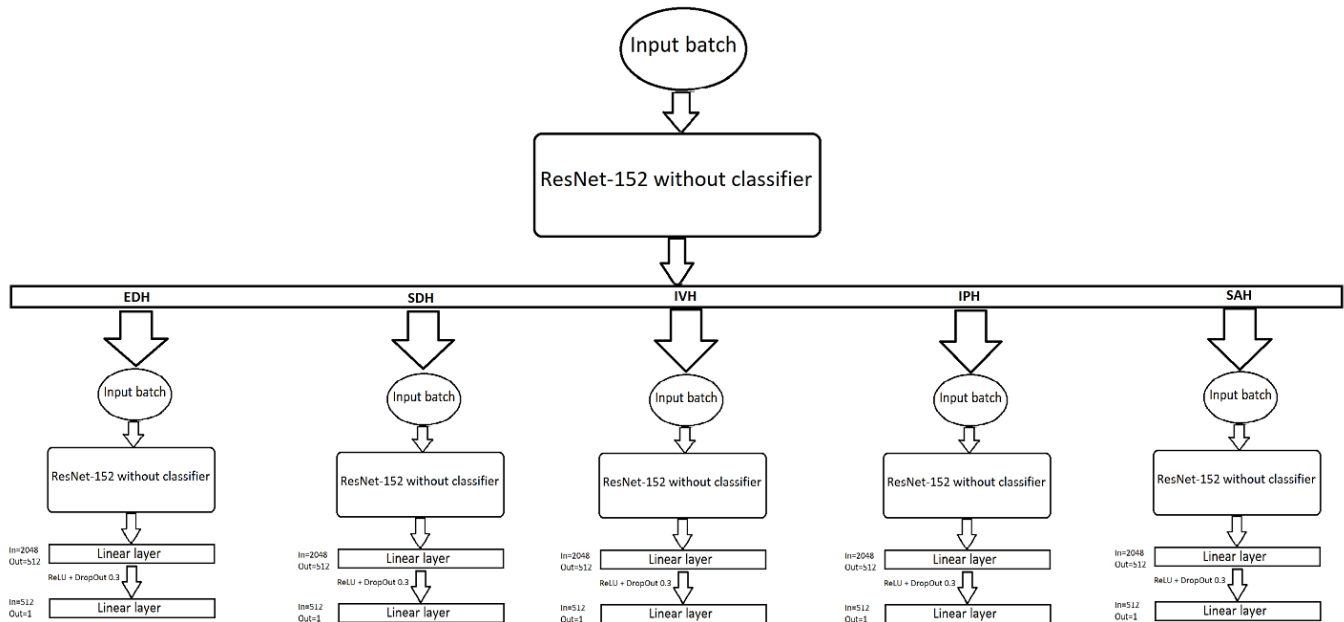 Input batch
ResNet-152 without classifier
EDH
SDH
IVH
IPH
SAH
Input batch
Input batch
Input batch
Input batch
Input batch
ResNet-152 without classifier
ResNet-152 without classifier
ResNet-152 without classifier
ResNet-152 without classifier
ResNet-152 without classifier
In=2048
Out=512
Linear layer
In=2048
Out=512
Linear layer
In=2048
Out=512
Linear layer
In=2048
Out=512
Linear layer
In=2048
Out=512
Linear layer
ReLU + DropOut 0.3
ReLU + DropOut 0.3
ReLU + DropOut 0.3
ReLU + DropOut 0.3
ReLU + DropOut 0.3
In=512
Out=1
Linear layer
In=512
Out=1
Linear layer
In=512
Out=1
Linear layer
In=512
Out=1
Linear layer
In=512
Out=1
Linear layer